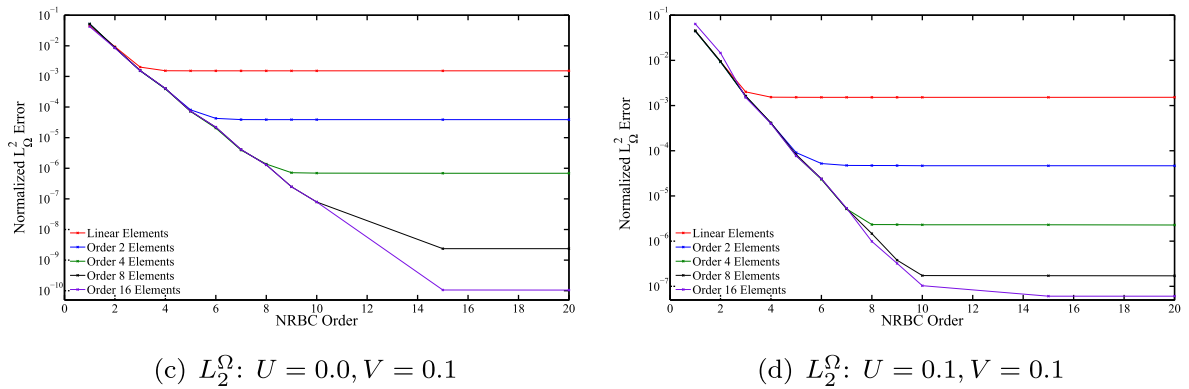 10⁻¹
10⁻²
10⁻³
10⁻⁴
10⁻⁵
10⁻⁶
10⁻⁷
10⁻⁸
10⁻⁹
10⁻¹⁰
Normalized L²_Ω Error
Linear Elements
Order 2 Elements
Order 4 Elements
Order 8 Elements
Order 16 Elements
0 2 4 6 8 10 12 14 16 18 20
NRBC Order
(c) L₂^Ω: U = 0.0, V = 0.1
10⁻¹
10⁻²
10⁻³
10⁻⁴
10⁻⁵
10⁻⁶
10⁻⁷
Normalized L²_Ω Error
Linear Elements
Order 2 Elements
Order 4 Elements
Order 8 Elements
Order 16 Elements
0 2 4 6 8 10 12 14 16 18 20
NRBC Order
(d) L₂^Ω: U = 0.1, V = 0.1